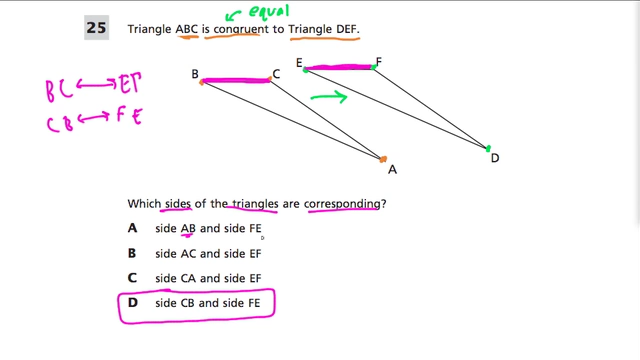 equal
25 Triangle ABC is congruent to Triangle DEF.
B C E F
BC ⟷ EF
CB ⟷ FE
A D
Which sides of the triangles are corresponding?
A side AB and side FE
B side AC and side EF
C side CA and side EF
D side CB and side FE